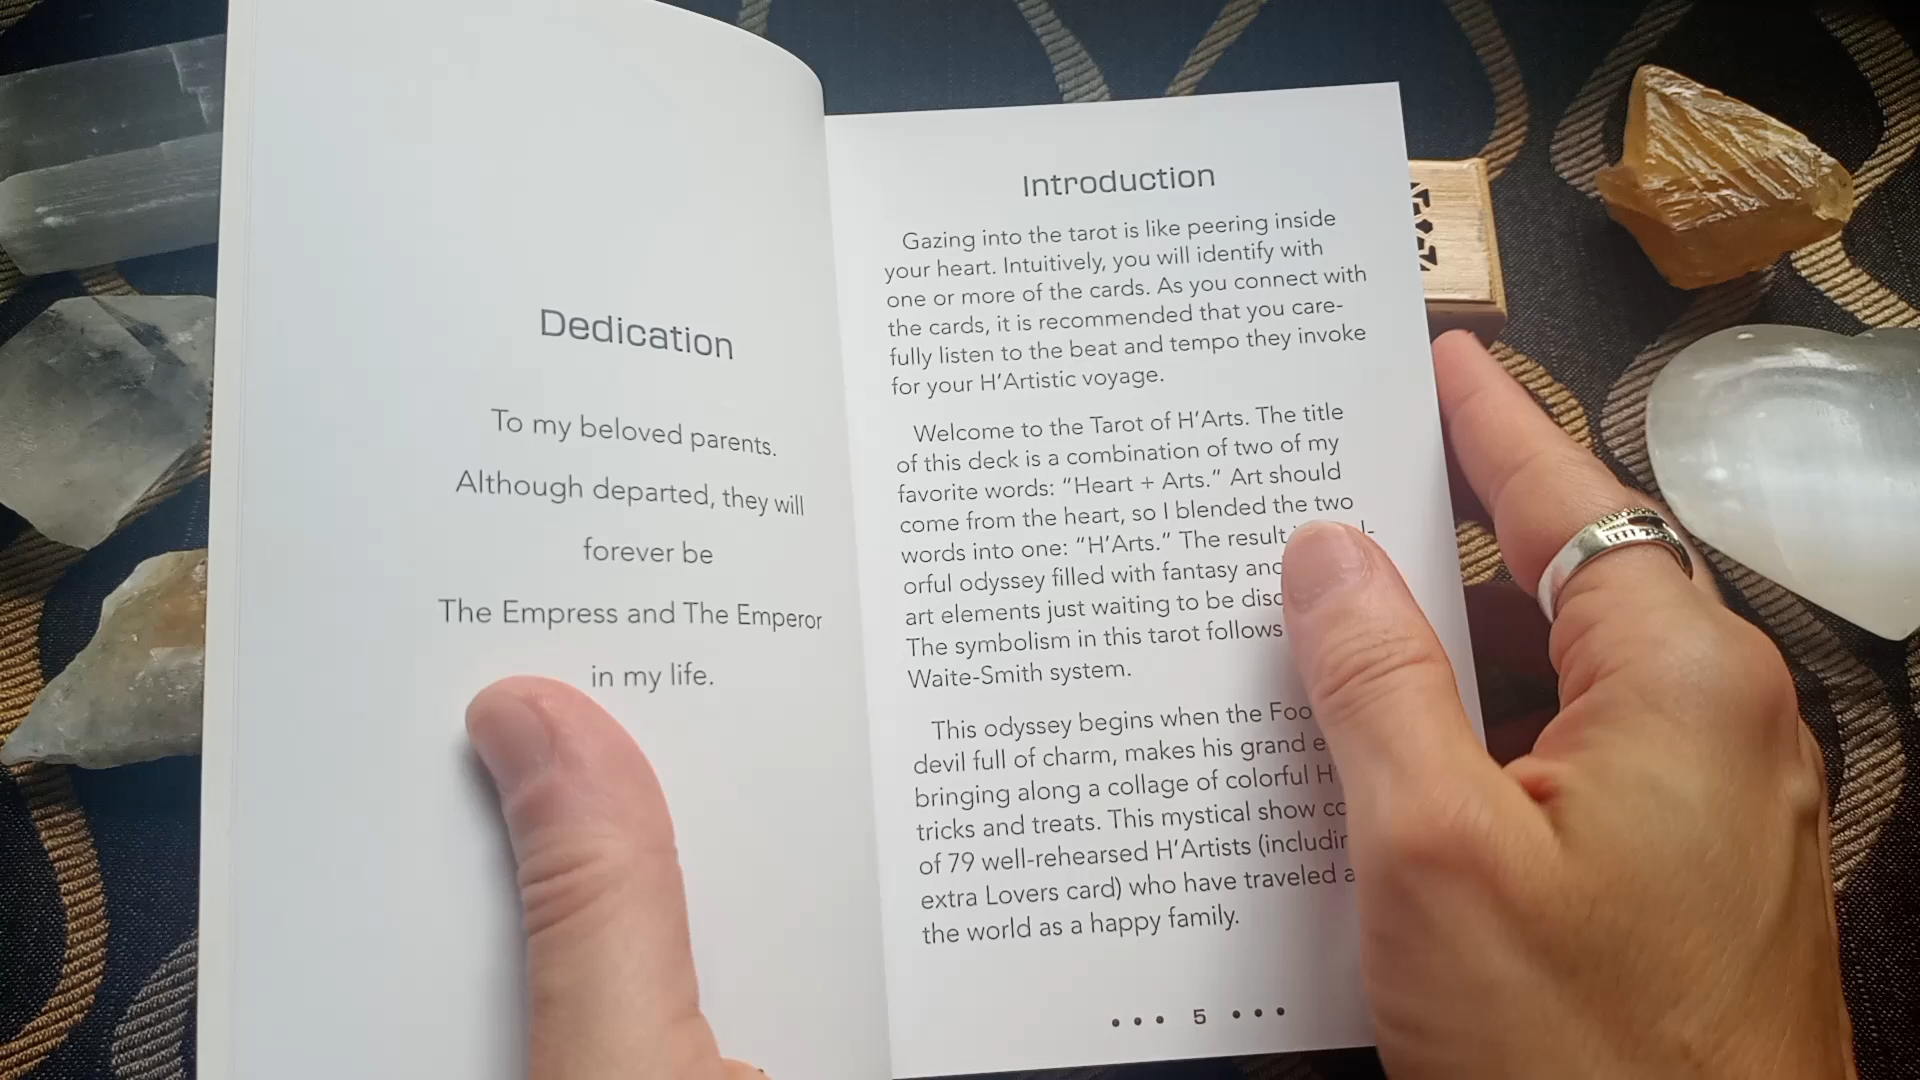 Dedication
To my beloved parents.
Although departed, they will
forever be
The Empress and The Emperor
in my life.
Introduction
Gazing into the tarot is like peering inside
your heart. Intuitively, you will identify with
one or more of the cards. As you connect with
the cards, it is recommended that you care-
fully listen to the beat and tempo they invoke
for your H'Artistic voyage.
Welcome to the Tarot of H'Arts. The title
of this deck is a combination of two of my
favorite words: “Heart + Arts.” Art should
come from the heart, so I blended the two
words into one: “H'Arts.” The result
orful odyssey filled with fantasy
art elements just waiting to be
The symbolism in this tarot follows
Waite-Smith system.
This odyssey begins when the
devil full of charm, makes his grand
bringing along a collage of colorful
tricks and treats. This mystical show
of 79 well-rehearsed H'Artists
extra Lovers card) who have traveled
the world as a happy family.
• • • 5 • • •